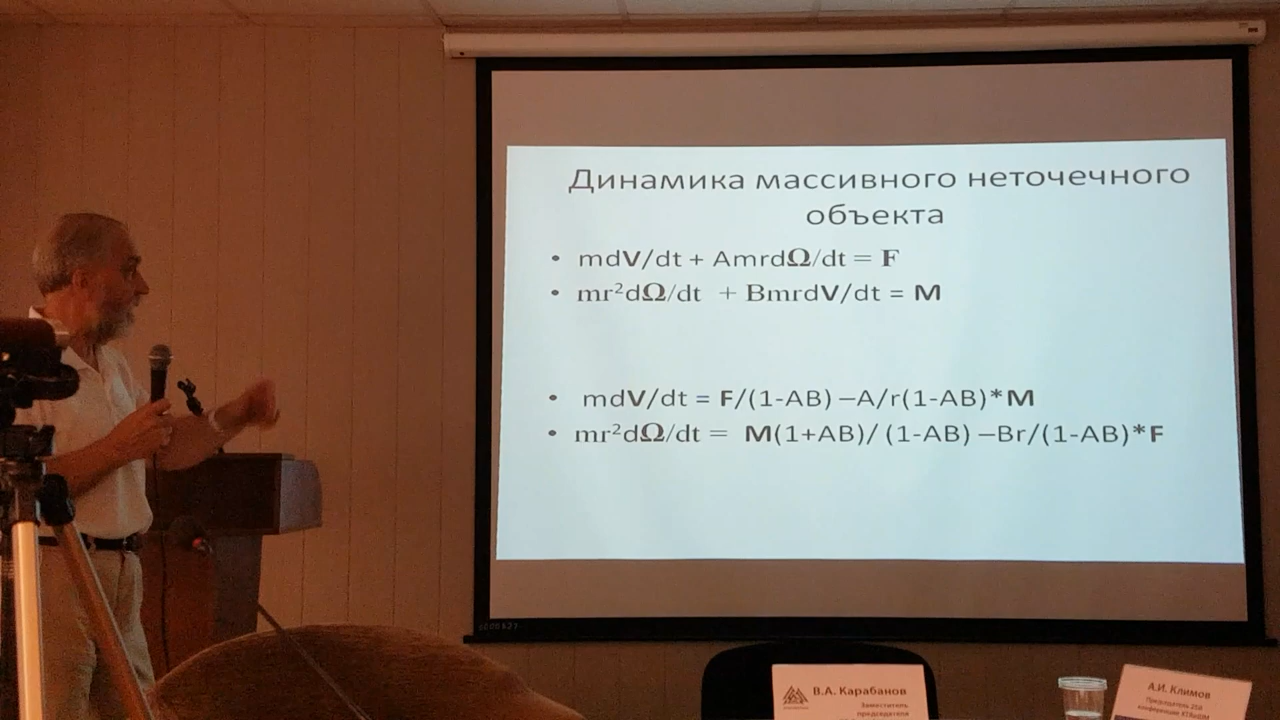 Динамика массивного неточечного
объекта
• mdV/dt + AmrdΩ/dt = F
• mr²dΩ/dt + BmrdV/dt = M
• mdV/dt = F/(1-AB) –A/r(1-AB)*M
• mr²dΩ/dt = M(1+AB)/ (1-AB) –Br/(1-AB)*F
В.А. Карабанов
Заместитель
председателя
А.И. Климов
Председатель